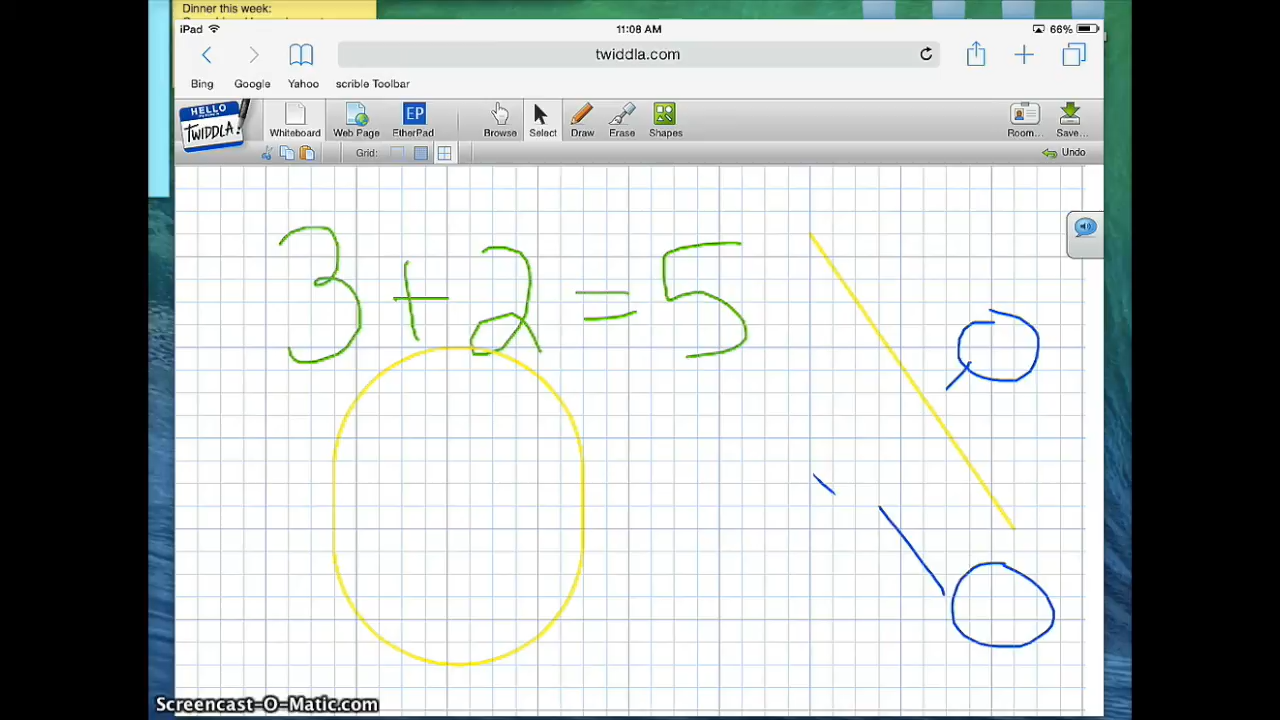 Dinner this week:
iPad 11:08 AM 66%
twiddla.com
Bing Google Yahoo scrible Toolbar
HELLO
TWIDDLA!
EP
Whiteboard Web Page EtherPad Browse Select Draw Erase Shapes Room... Save...
Grid: Undo
3+2=5
Screencast-O-Matic.com